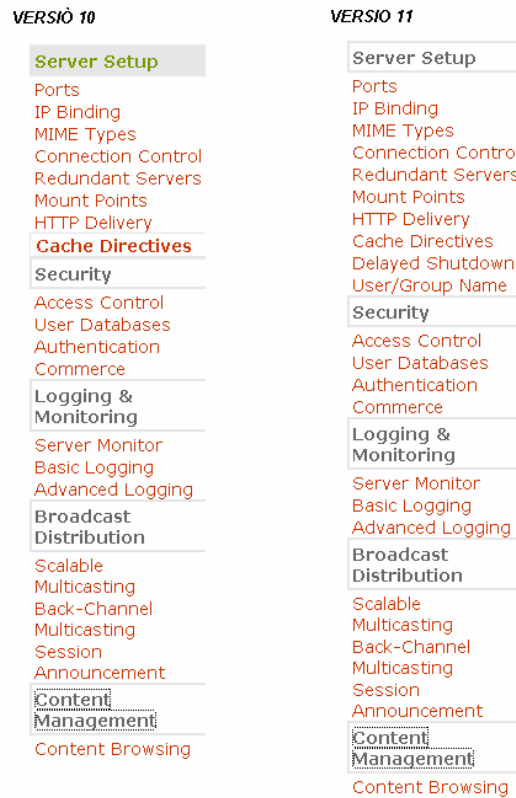 VERSIÒ 10
Server Setup
Ports
IP Binding
MIME Types
Connection Control
Redundant Servers
Mount Points
HTTP Delivery
Cache Directives
Security
Access Control
User Databases
Authentication
Commerce
Logging &
Monitoring
Server Monitor
Basic Logging
Advanced Logging
Broadcast
Distribution
Scalable
Multicasting
Back-Channel
Multicasting
Session
Announcement
Content
Management
Content Browsing
VERSIO 11
Server Setup
Ports
IP Binding
MIME Types
Connection Contro
Redundant Servers
Mount Points
HTTP Delivery
Cache Directives
Delayed Shutdown
User/Group Name
Security
Access Control
User Databases
Authentication
Commerce
Logging &
Monitoring
Server Monitor
Basic Logging
Advanced Logging
Broadcast
Distribution
Scalable
Multicasting
Back-Channel
Multicasting
Session
Announcement
Content
Management
Content Browsing